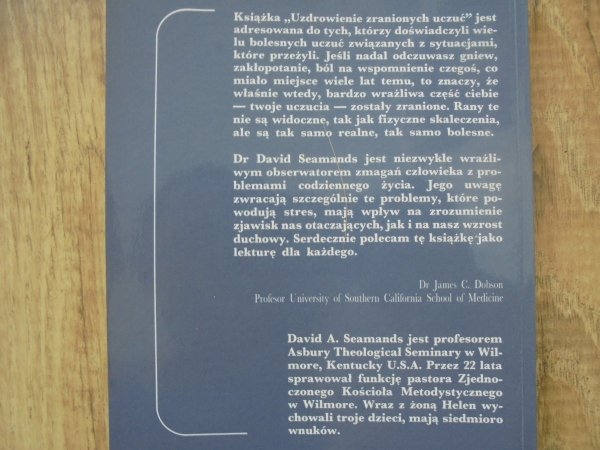 Książka „Uzdrowienie zranionych uczuć” jest
adresowana do tych, którzy doświadczyli wie-
lu bolesnych uczuć związanych z sytuacjami,
które przeżyli. Jeśli nadal odczuwasz gniew,
zakłopotanie, ból na wspomnienie czegoś, co
miało miejsce wiele lat temu, to znaczy, że
właśnie wtedy, bardzo wrażliwa część ciebie
— twoje uczucia — zostały zranione. Rany te
nie są widoczne, tak jak fizyczne skaleczenia,
ale są tak samo realne, tak samo bolesne.
Dr David Seamands jest niezwykle wrażli-
wym obserwatorem zmagań człowieka z pro-
blemami codziennego życia. Jego uwagę
zwracają szczególnie te problemy, które po-
wodują stres, mają wpływ na zrozumienie
zjawisk nas otaczających, jak i na nasz wzrost
duchowy. Serdecznie polecam tę książkę jako
lekturę dla każdego.
Dr James C. Dobson
Profesor University of Southern California School of Medicine
David A. Seamands jest profesorem
Asbury Theological Seminary w Wil-
more, Kentucky U.S.A. Przez 22 lata
sprawował funkcję pastora Zjedno-
czonego Kościoła Metodystycznego
w Wilmore. Wraz z żoną Helen wy-
chowali troje dzieci, mają siedmioro
wnuków.